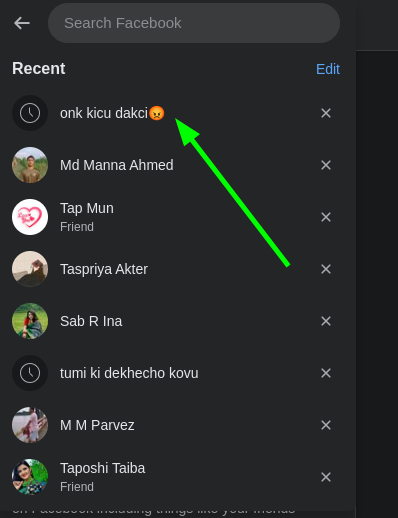 Search Facebook
Recent Edit
onk kicu dakci😡
Md Manna Ahmed
Tap Mun
Friend
Taspriya Akter
Sab R Ina
tumi ki dekhecho kovu
M M Parvez
Taposhi Taiba
Friend
on Facebook including things like your friends